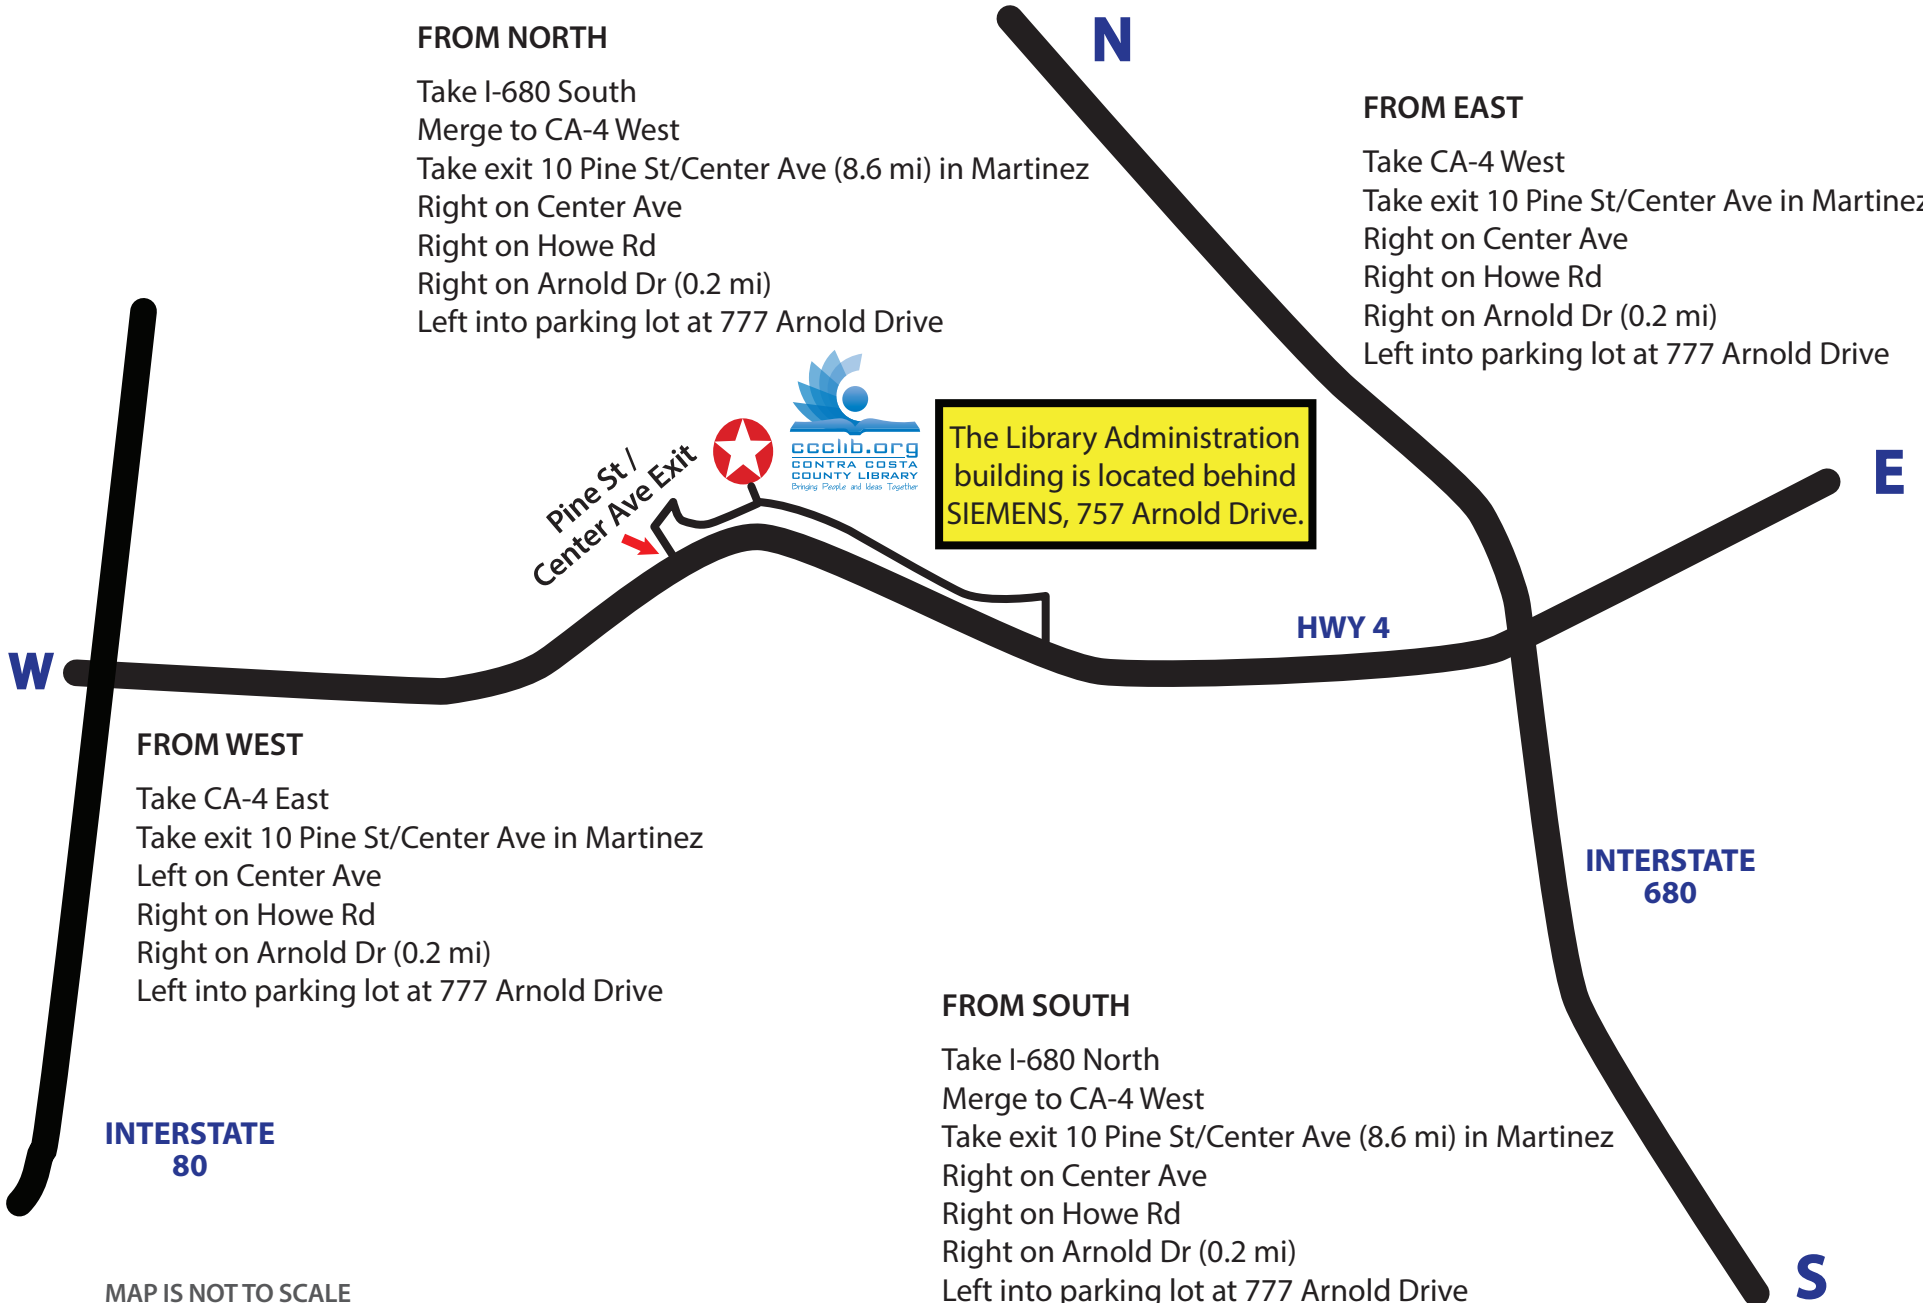 N
FROM NORTH
Take I-680 South
Merge to CA-4 West
Take exit 10 Pine St/Center Ave (8.6 mi) in Martinez
Right on Center Ave
Right on Howe Rd
Right on Arnold Dr (0.2 mi)
Left into parking lot at 777 Arnold Drive
FROM EAST
Take CA-4 West
Take exit 10 Pine St/Center Ave in Martinez
Right on Center Ave
Right on Howe Rd
Right on Arnold Dr (0.2 mi)
Left into parking lot at 777 Arnold Drive
Pine St /
Center Ave Exit
ccclib.org
CONTRA COSTA
COUNTY LIBRARY
Bringing People and Ideas Together
The Library Administration
building is located behind
SIEMENS, 757 Arnold Drive.
E
HWY 4
W
FROM WEST
Take CA-4 East
Take exit 10 Pine St/Center Ave in Martinez
Left on Center Ave
Right on Howe Rd
Right on Arnold Dr (0.2 mi)
Left into parking lot at 777 Arnold Drive
INTERSTATE
680
FROM SOUTH
Take I-680 North
Merge to CA-4 West
Take exit 10 Pine St/Center Ave (8.6 mi) in Martinez
Right on Center Ave
Right on Howe Rd
Right on Arnold Dr (0.2 mi)
Left into parking lot at 777 Arnold Drive
INTERSTATE
80
S
MAP IS NOT TO SCALE